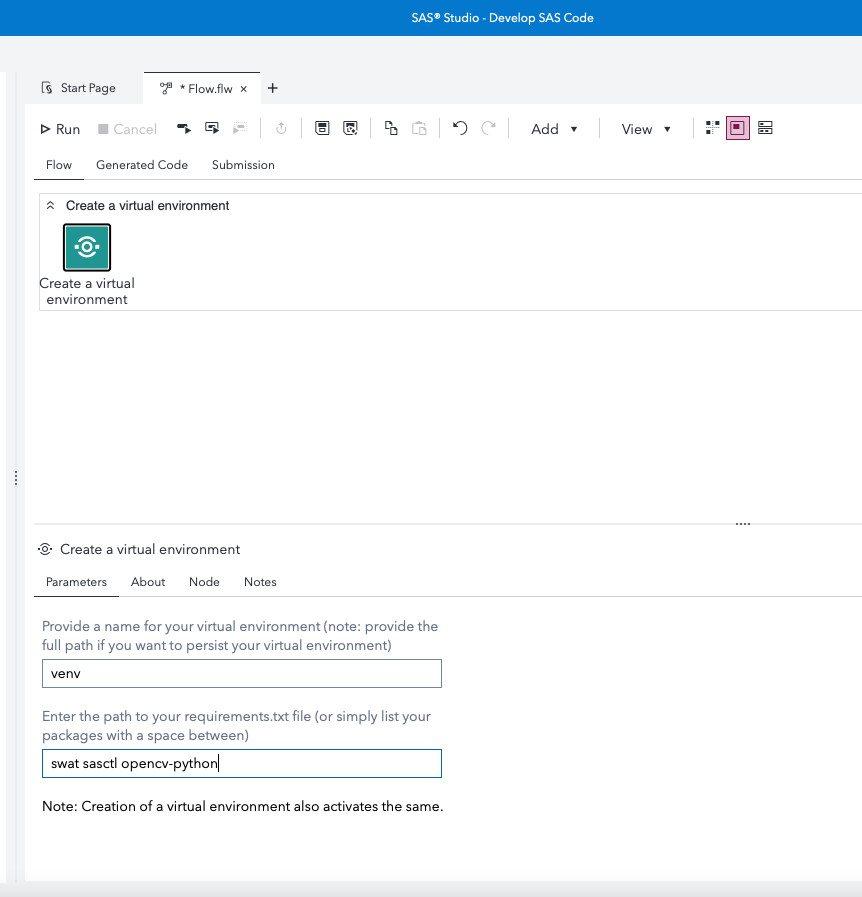 SAS® Studio - Develop SAS Code
Start Page
* Flow.flw × +
Run Cancel Add View
Flow Generated Code Submission
Create a virtual environment
Create a virtual
environment
Create a virtual environment
Parameters About Node Notes
Provide a name for your virtual environment (note: provide the
full path if you want to persist your virtual environment)
venv
Enter the path to your requirements.txt file (or simply list your
packages with a space between)
swat sasctl opencv-python
Note: Creation of a virtual environment also activates the same.